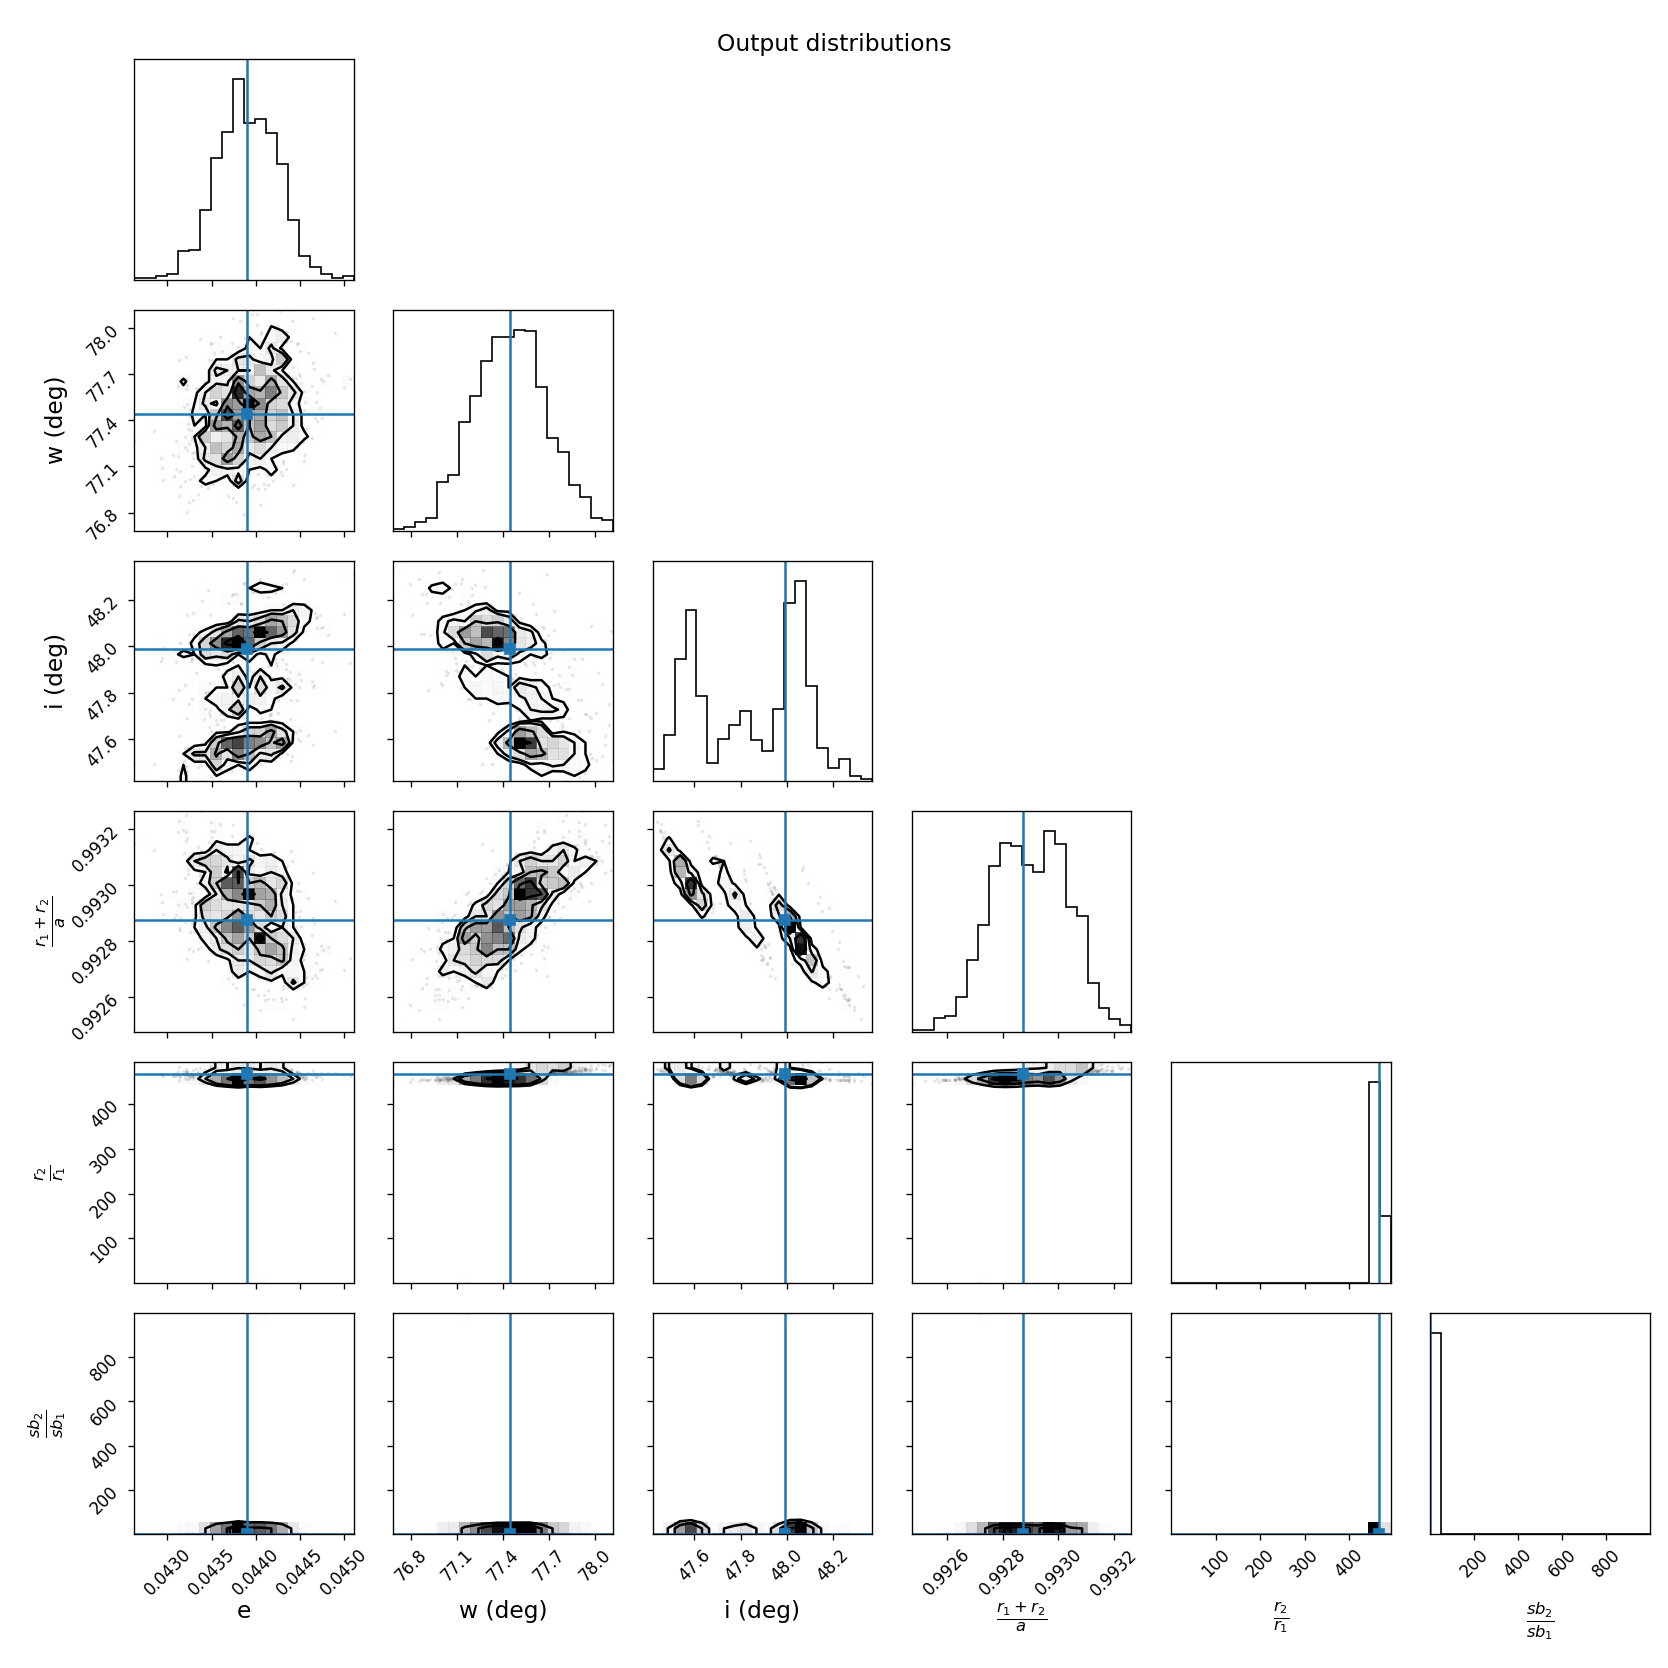 Output distributions
w (deg)
78.0
77.7
77.4
77.1
76.8
i (deg)
48.2
48.0
47.8
47.6
r₁ + r₂
a
0.9932
0.9930
0.9928
0.9926
r₂
r₁
400
300
200
100
sb₂
sb₁
800
600
400
200
0.0430 0.0435 0.0440 0.0445 0.0450
76.8 77.1 77.4 77.7 78.0
47.6 47.8 48.0 48.2
0.9926 0.9928 0.9930 0.9932
100 200 300 400
200 400 600 800
e
w (deg)
i (deg)
r₁ + r₂
a
r₂
r₁
sb₂
sb₁